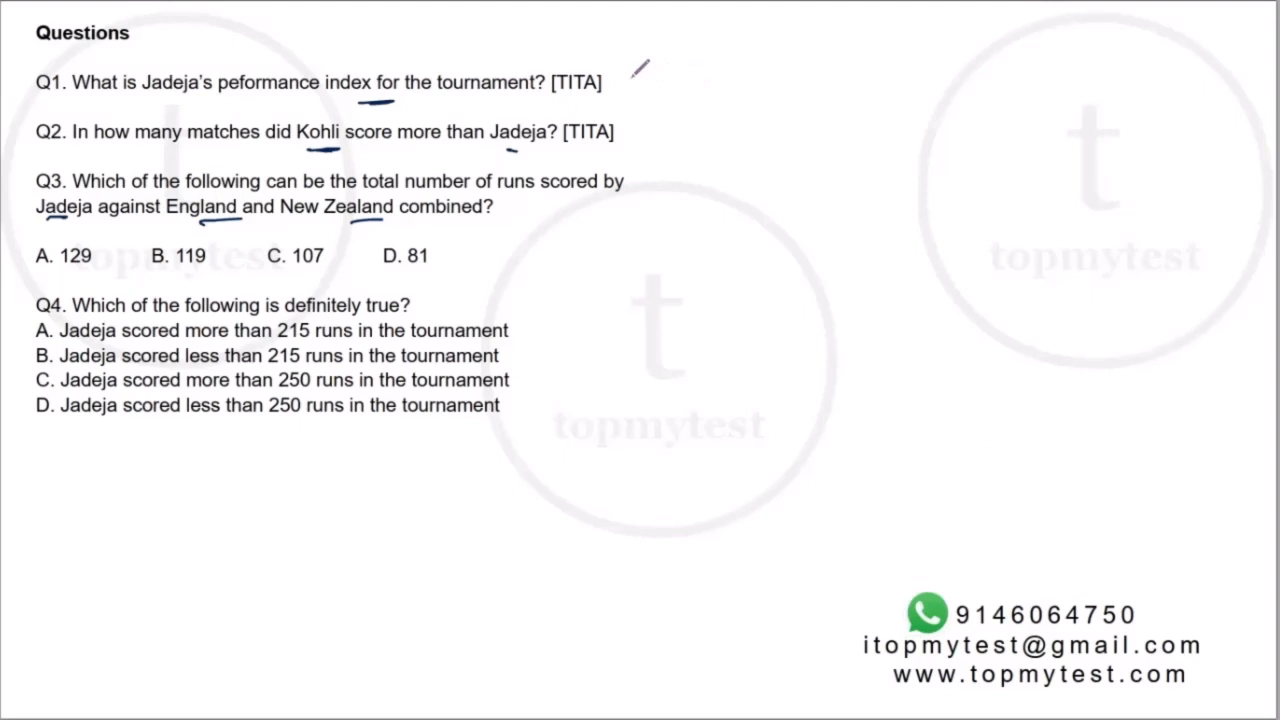 Questions
Q1. What is Jadeja's peformance index for the tournament? [TITA]
Q2. In how many matches did Kohli score more than Jadeja? [TITA]
Q3. Which of the following can be the total number of runs scored by
Jadeja against England and New Zealand combined?
A. 129 B. 119 C. 107 D. 81
Q4. Which of the following is definitely true?
A. Jadeja scored more than 215 runs in the tournament
B. Jadeja scored less than 215 runs in the tournament
C. Jadeja scored more than 250 runs in the tournament
D. Jadeja scored less than 250 runs in the tournament
t
topmytest
t
topmytest
t
topmytest
9146064750
itopmytest@gmail.com
www.topmytest.com